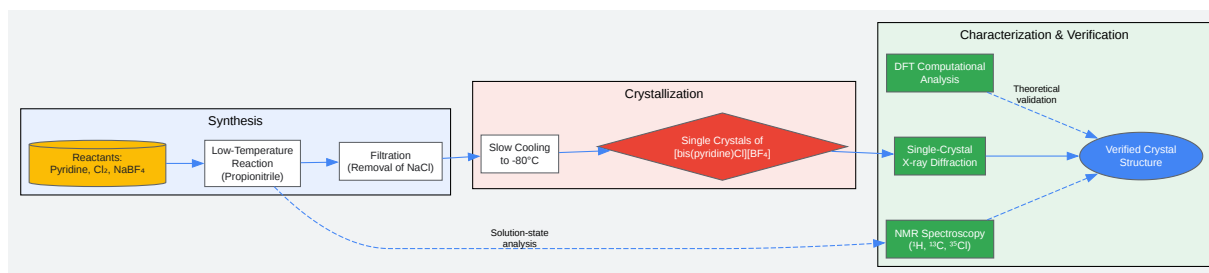 Synthesis
Reactants:
Pyridine, Cl₂, NaBF₄
Low-Temperature
Reaction
(Propionitrile)
Filtration
(Removal of NaCl)
Crystallization
Slow Cooling
to -80°C
Single Crystals of
[bis(pyridine)Cl][BF₄]
Characterization & Verification
DFT Computational
Analysis
Theoretical
validation
Single-Crystal
X-ray Diffraction
Verified Crystal
Structure
Solution-state
analysis
NMR Spectroscopy
(¹H, ¹³C, ³⁵Cl)